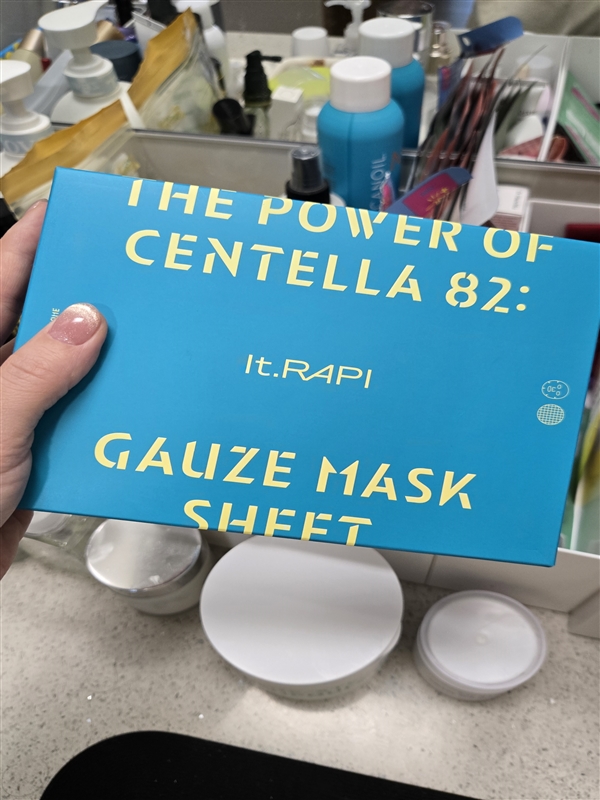 THE POWER OF
CENTELLA 82:
It.RAPI
GAUZE MASK
SHEET